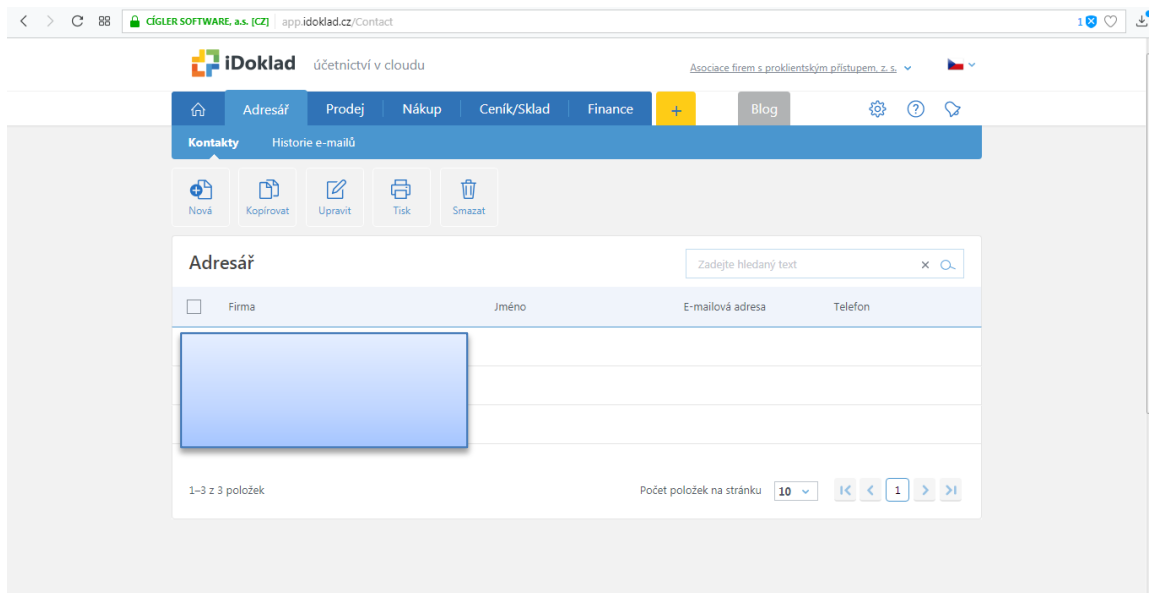 CÍGLER SOFTWARE, a.s. [CZ] app.idoklad.cz/Contact 1
iDoklad účetnictví v cloudu Asociace firem s proklientským přístupem, z. s.
Adresář Prodej Nákup Ceník/Sklad Finance + Blog
Kontakty Historie e-mailů
Nová Kopírovat Upravit Tisk Smazat
Adresář Zadejte hledaný text
Firma Jméno E-mailová adresa Telefon
1–3 z 3 položek Počet položek na stránku 10 1